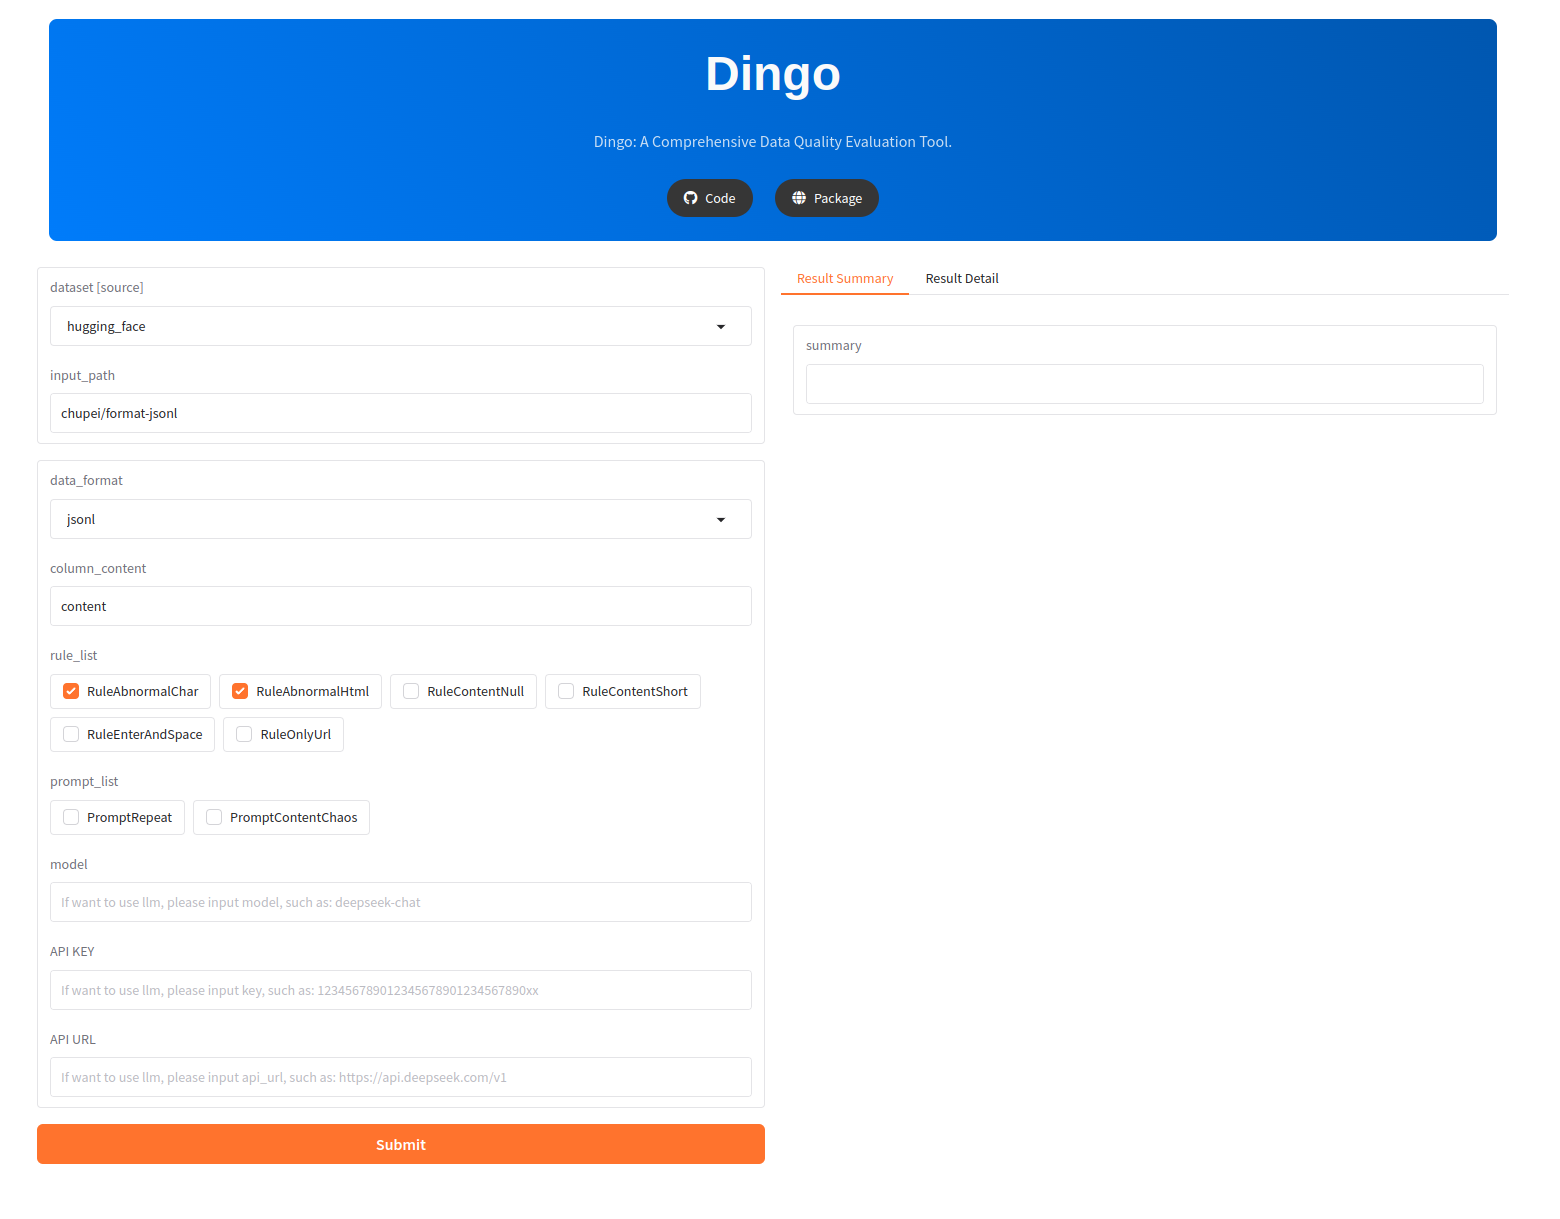 Dingo
Dingo: A Comprehensive Data Quality Evaluation Tool.
Code Package
dataset [source]
hugging_face
input_path
chupei/format-jsonl
data_format
jsonl
column_content
content
rule_list
RuleAbnormalChar RuleAbnormalHtml RuleContentNull RuleContentShort
RuleEnterAndSpace RuleOnlyUrl
prompt_list
PromptRepeat PromptContentChaos
model
If want to use llm, please input model, such as: deepseek-chat
API KEY
If want to use llm, please input key, such as: 123456789012345678901234567890xx
API URL
If want to use llm, please input api_url, such as: https://api.deepseek.com/v1
Submit
Result Summary Result Detail
summary